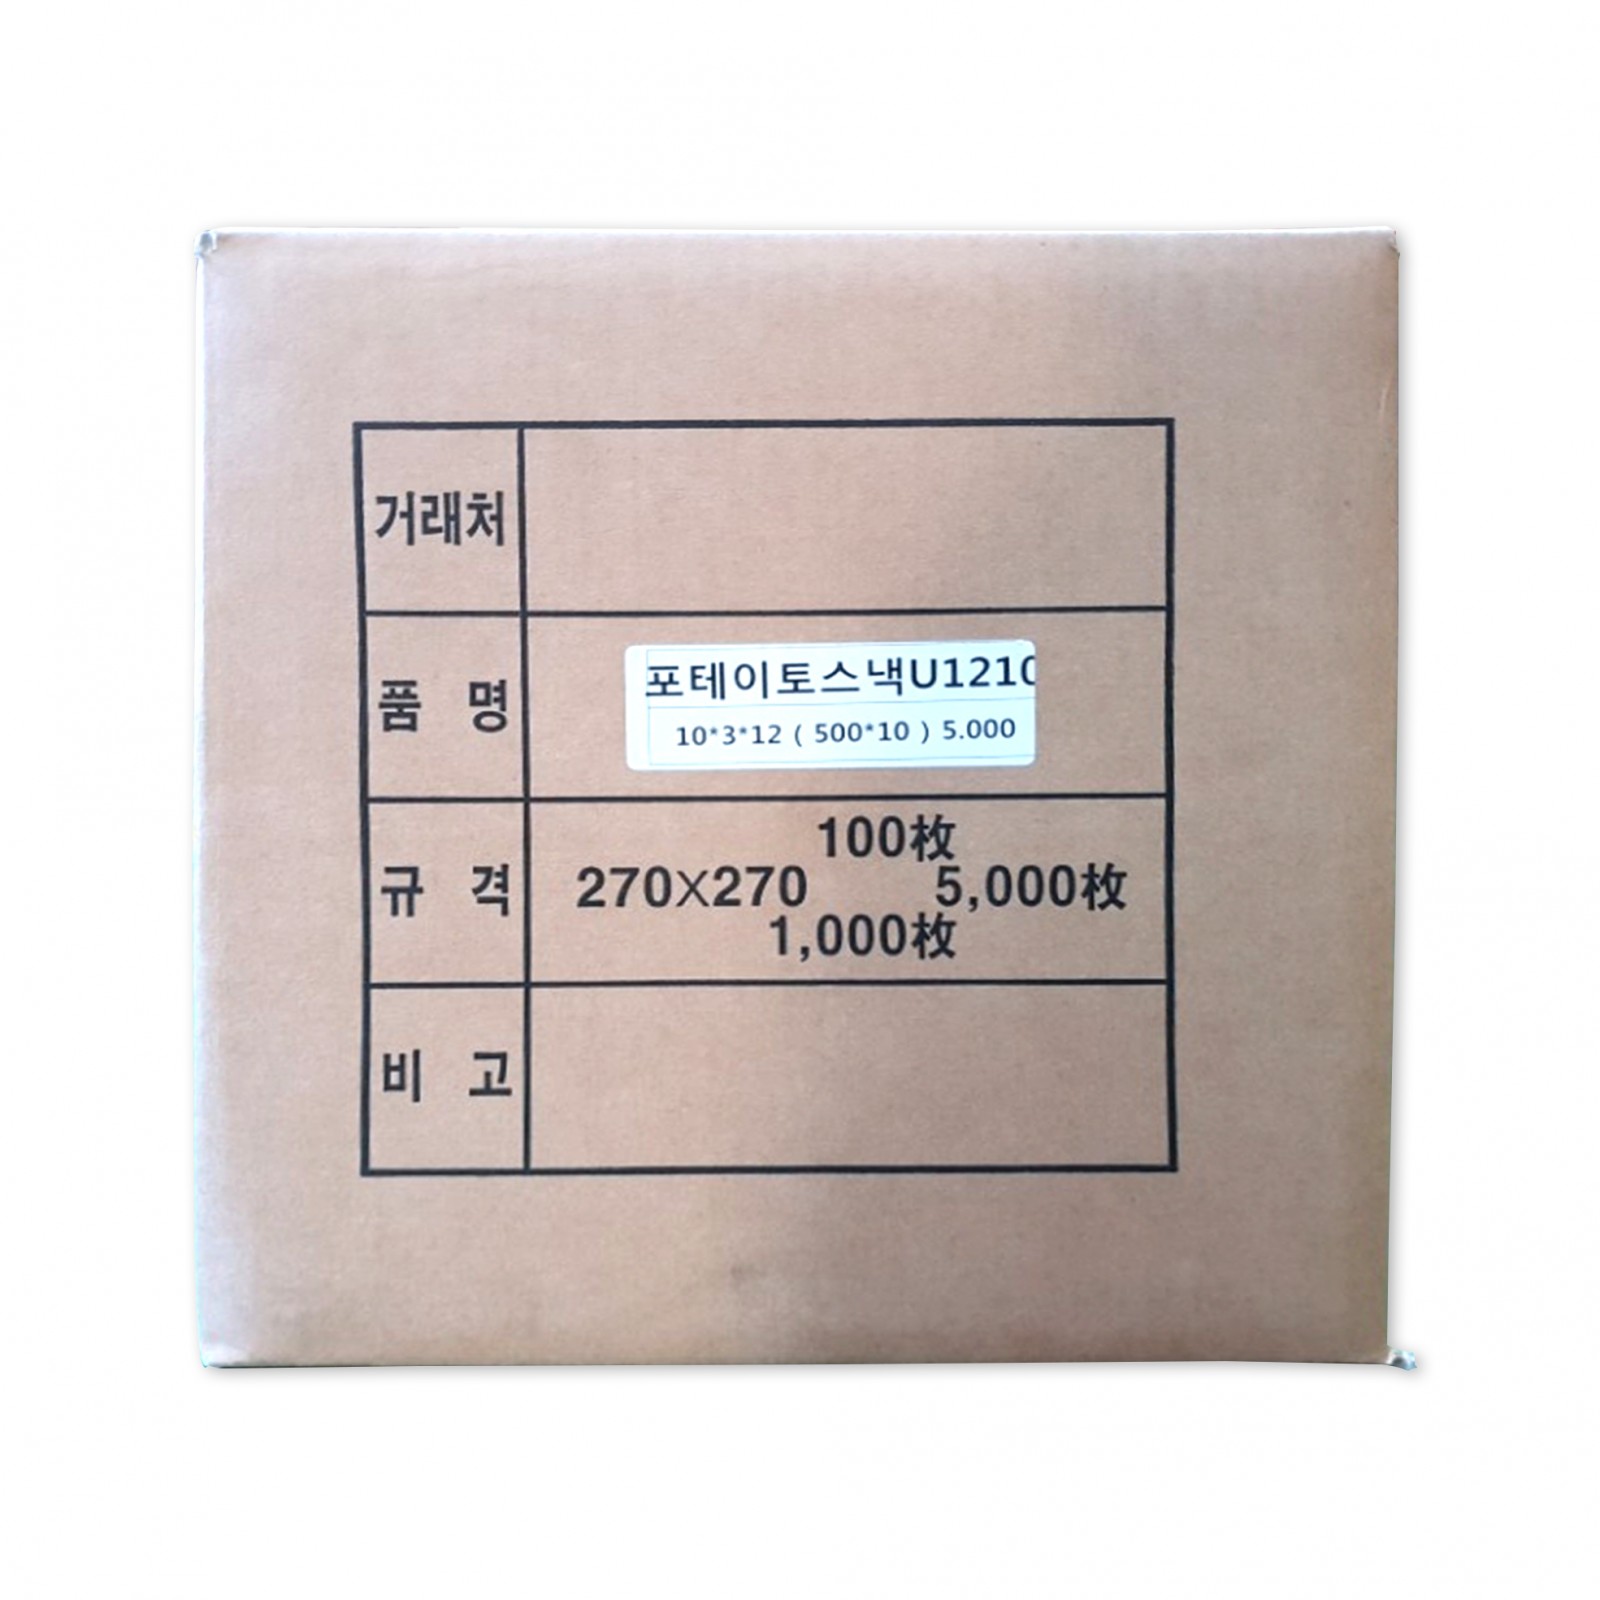 거래처
품 명
포테이토스낵U1210
10*3*12 ( 500*10 ) 5.000
규 격
100枚
270X270 5,000枚
1,000枚
비 고